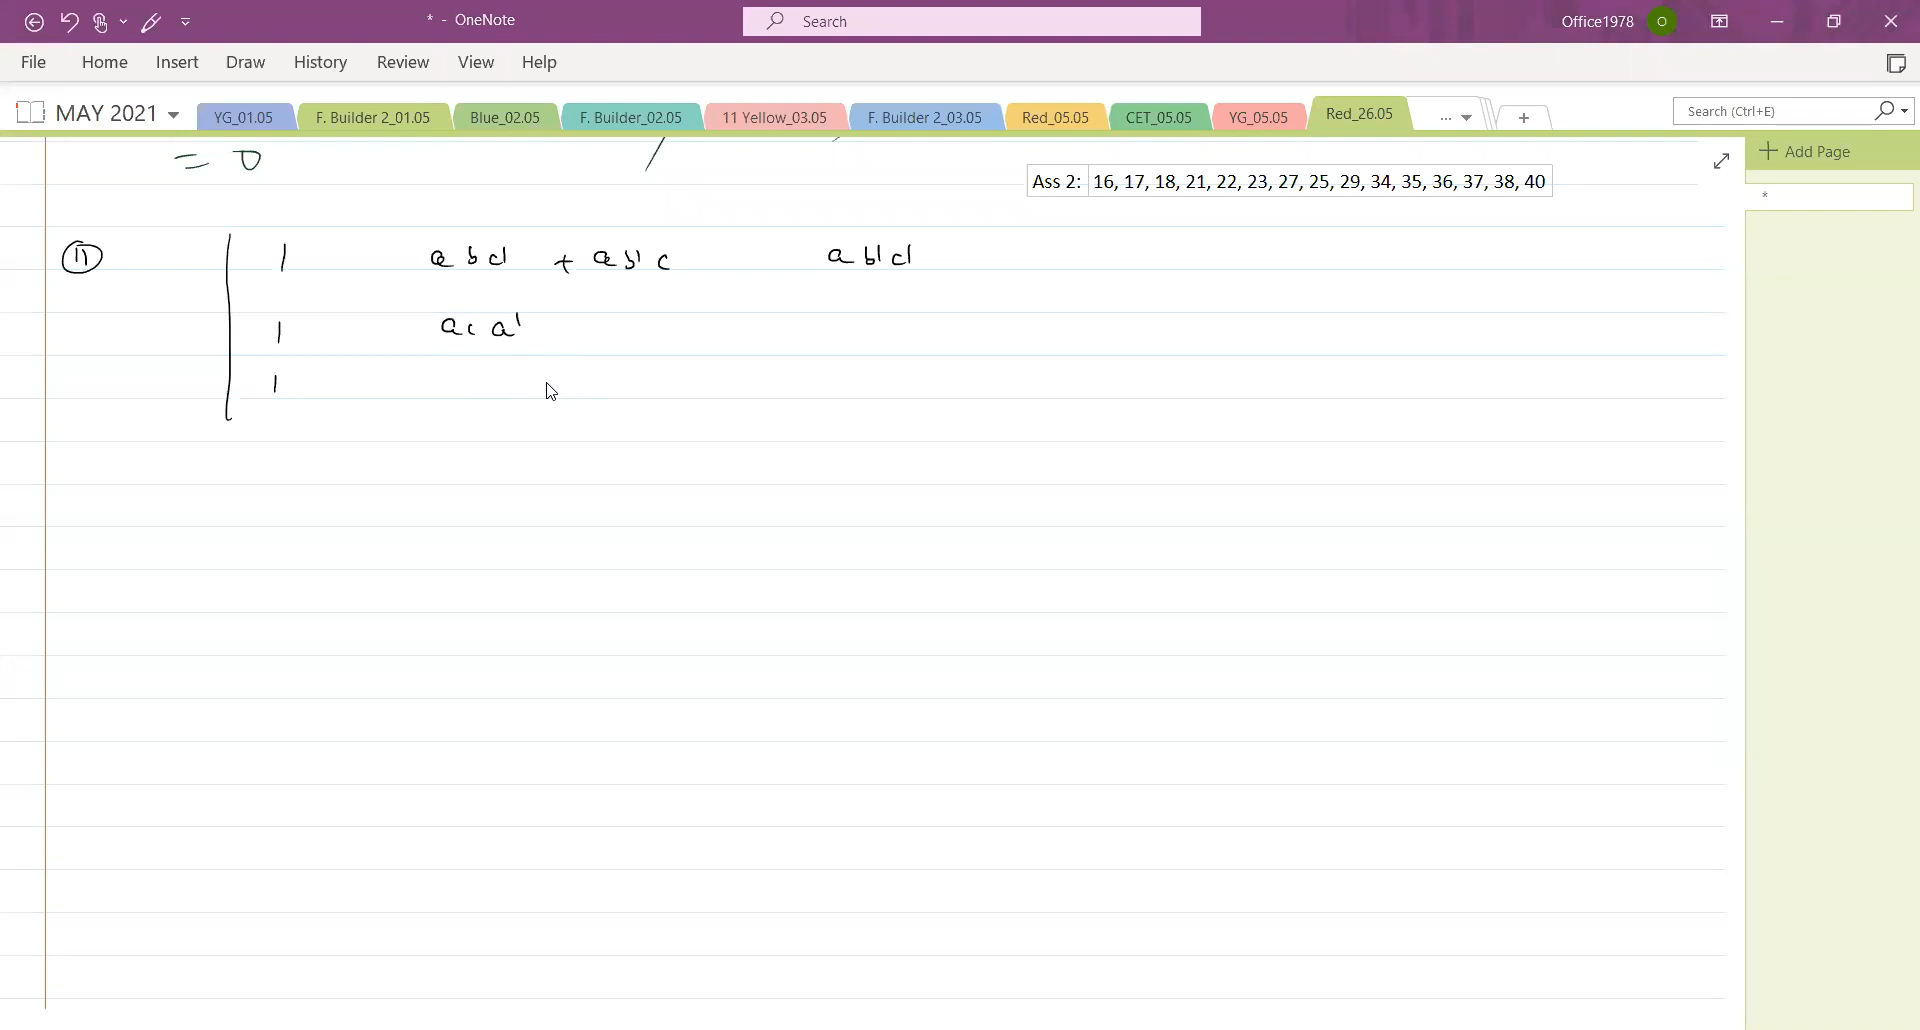 * - OneNote
Search
Office1978
O
File Home Insert Draw History Review View Help
MAY 2021
YG_01.05 F. Builder 2_01.05 Blue_02.05 F. Builder_02.05 11 Yellow_03.05 F. Builder 2_03.05 Red_05.05 CET_05.05 YG_05.05 Red_26.05 ... +
Search (Ctrl+E)
Add Page
*
= 0
Ass 2: 16, 17, 18, 21, 22, 23, 27, 25, 29, 34, 35, 36, 37, 38, 40
11 | 1 a b c' + a b' c a b' c'
1 a c a'
1